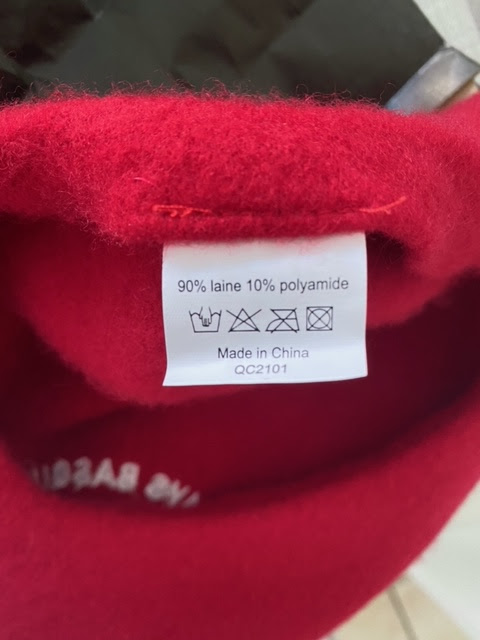 90% laine 10% polyamide
Made in China
QC2101